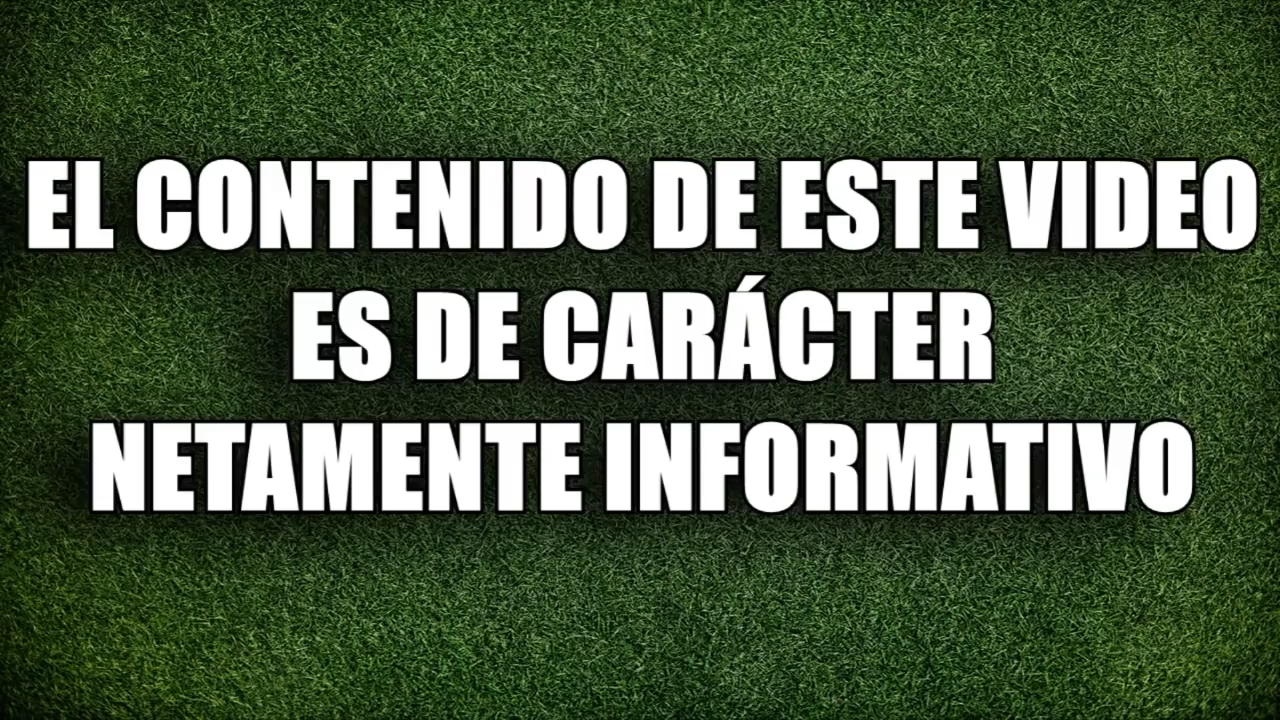 EL CONTENIDO DE ESTE VIDEO
ES DE CARÁCTER
NETAMENTE INFORMATIVO